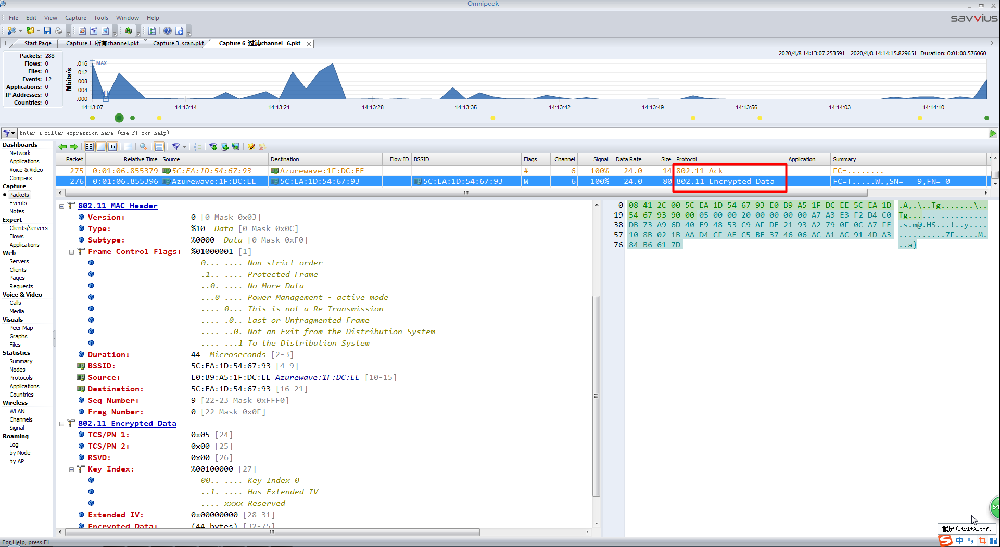 Omnipeek
File Edit View Capture Tools Window Help
savvius
Start Page
Capture 1_所有channel.pkt
Capture 3_scan.pkt
Capture 6_过滤channel=6.pkt
Packets: 288
Flows: 0
Files: 0
Events: 12
Applications: 0
IP Addresses: 0
Countries: 0
2020/4/8 14:13:07.253591 - 2020/4/8 14:14:15.829651 Duration: 0:01:08.576060
Mbits/s
.016
.012
.008
.004
.000
MAX
MIN
14:13:07 14:13:14 14:13:21 14:13:28 14:13:35 14:13:42 14:13:49 14:13:56 14:14:03 14:14:10
Enter a filter expression here (use F1 for help)
Dashboards
Network
Applications
Voice & Video
Compass
Capture
Packets
Events
Notes
Expert
Clients/Servers
Flows
Applications
Web
Servers
Clients
Pages
Requests
Voice & Video
Calls
Media
Visuals
Peer Map
Graphs
Files
Statistics
Summary
Nodes
Protocols
Applications
Countries
Wireless
WLAN
Channels
Signal
Roaming
Log
by Node
by AP
0x
Packet Relative Time Source Destination Flow ID BSSID Flags Channel Signal Data Rate Size Protocol Application Summary E
275 0:01:06.855379 5C:EA:1D:54:67:93 Azurewave:1F:DC:EE # 6 100% 24.0 14 802.11 Ack FC=........
276 0:01:06.855396 Azurewave:1F:DC:EE 5C:EA:1D:54:67:93 5C:EA:1D:54:67:93 W 6 100% 24.0 80 802.11 Encrypted Data FC=T.....W.,SN= 9,FN= 0
802.11 MAC Header
Version: 0 [0 Mask 0x03]
Type: %10 Data [0 Mask 0x0C]
Subtype: %0000 Data [0 Mask 0xF0]
Frame Control Flags: %01000001 [1]
0... .... Non-strict order
.1.. .... Protected Frame
..0. .... No More Data
...0 .... Power Management - active mode
.... 0... This is not a Re-Transmission
.... .0.. Last or Unfragmented Frame
.... ..0. Not an Exit from the Distribution System
.... ...1 To the Distribution System
Duration: 44 Microseconds [2-3]
BSSID: 5C:EA:1D:54:67:93 [4-9]
Source: E0:B9:A5:1F:DC:EE Azurewave:1F:DC:EE [10-15]
Destination: 5C:EA:1D:54:67:93 [16-21]
Seq Number: 9 [22-23 Mask 0xFFF0]
Frag Number: 0 [22 Mask 0x0F]
802.11 Encrypted Data
TCS/PN 1: 0x05 [24]
TCS/PN 2: 0x00 [25]
RSVD: 0x00 [26]
Key Index: %00100000 [27]
00.. .... Key Index 0
..1. .... Has Extended IV
.... xxxx Reserved
Extended IV: 0x00000000 [28-31]
Encrypted Data: (44 bytes) [32-75]
0 08 41 2C 00 5C EA 1D 54 67 93 E0 B9 A5 1F DC EE 5C EA 1D .A,.\..Tg.......\..
19 54 67 93 90 00 05 00 00 20 00 00 00 00 A7 A3 E3 F2 D4 C0 Tg..... ...........
38 DB 73 A9 6D 40 E9 48 53 C9 AF DE 21 93 A2 79 0F 0C A7 FE .s.m@.HS...!..y....
57 10 8B 02 1B AA D4 CF AE C5 BE 37 46 06 AC A1 AC 91 4D A3 ..........7F.....M.
76 84 B6 61 7D ..a}
54
截屏(Ctrl+Alt+W)
For Help, press F1
S 中